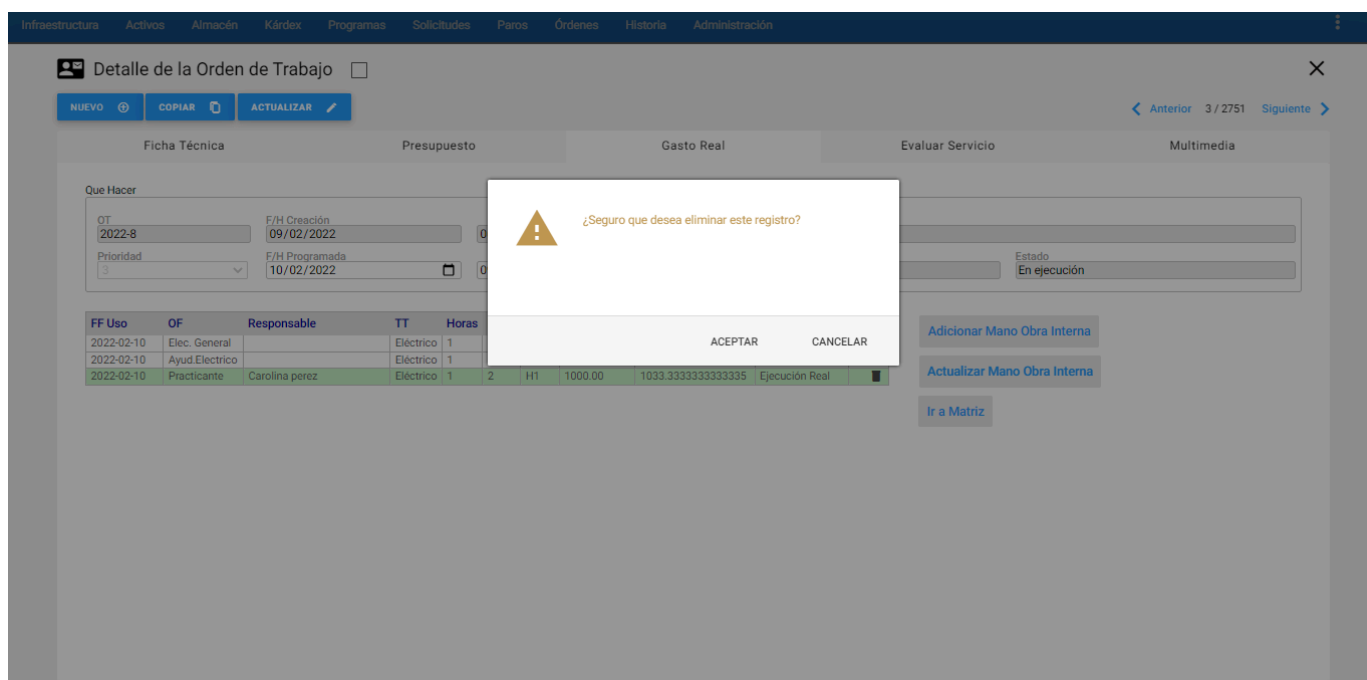 Infraestructura Activos Almacén Kárdex Programas Solicitudes Paros Órdenes Historia Administración
Detalle de la Orden de Trabajo
NUEVO COPIAR ACTUALIZAR Anterior 3 / 2751 Siguiente
Ficha Técnica Presupuesto Gasto Real Evaluar Servicio Multimedia
Que Hacer
¿Seguro que desea eliminar este registro?
OT F/H Creación
2022-8 09/02/2022 0
Prioridad F/H Programada Estado
3 10/02/2022 0 En ejecución
FF Uso OF Responsable TT Horas
Adicionar Mano Obra Interna
2022-02-10 Elec. General Eléctrico 1
ACEPTAR CANCELAR
2022-02-10 Ayud.Electrico Eléctrico 1
2022-02-10 Practicante Carolina perez Eléctrico 1 2 H1 1000.00 1033.3333333333335 Ejecución Real
Actualizar Mano Obra Interna
Ir a Matriz